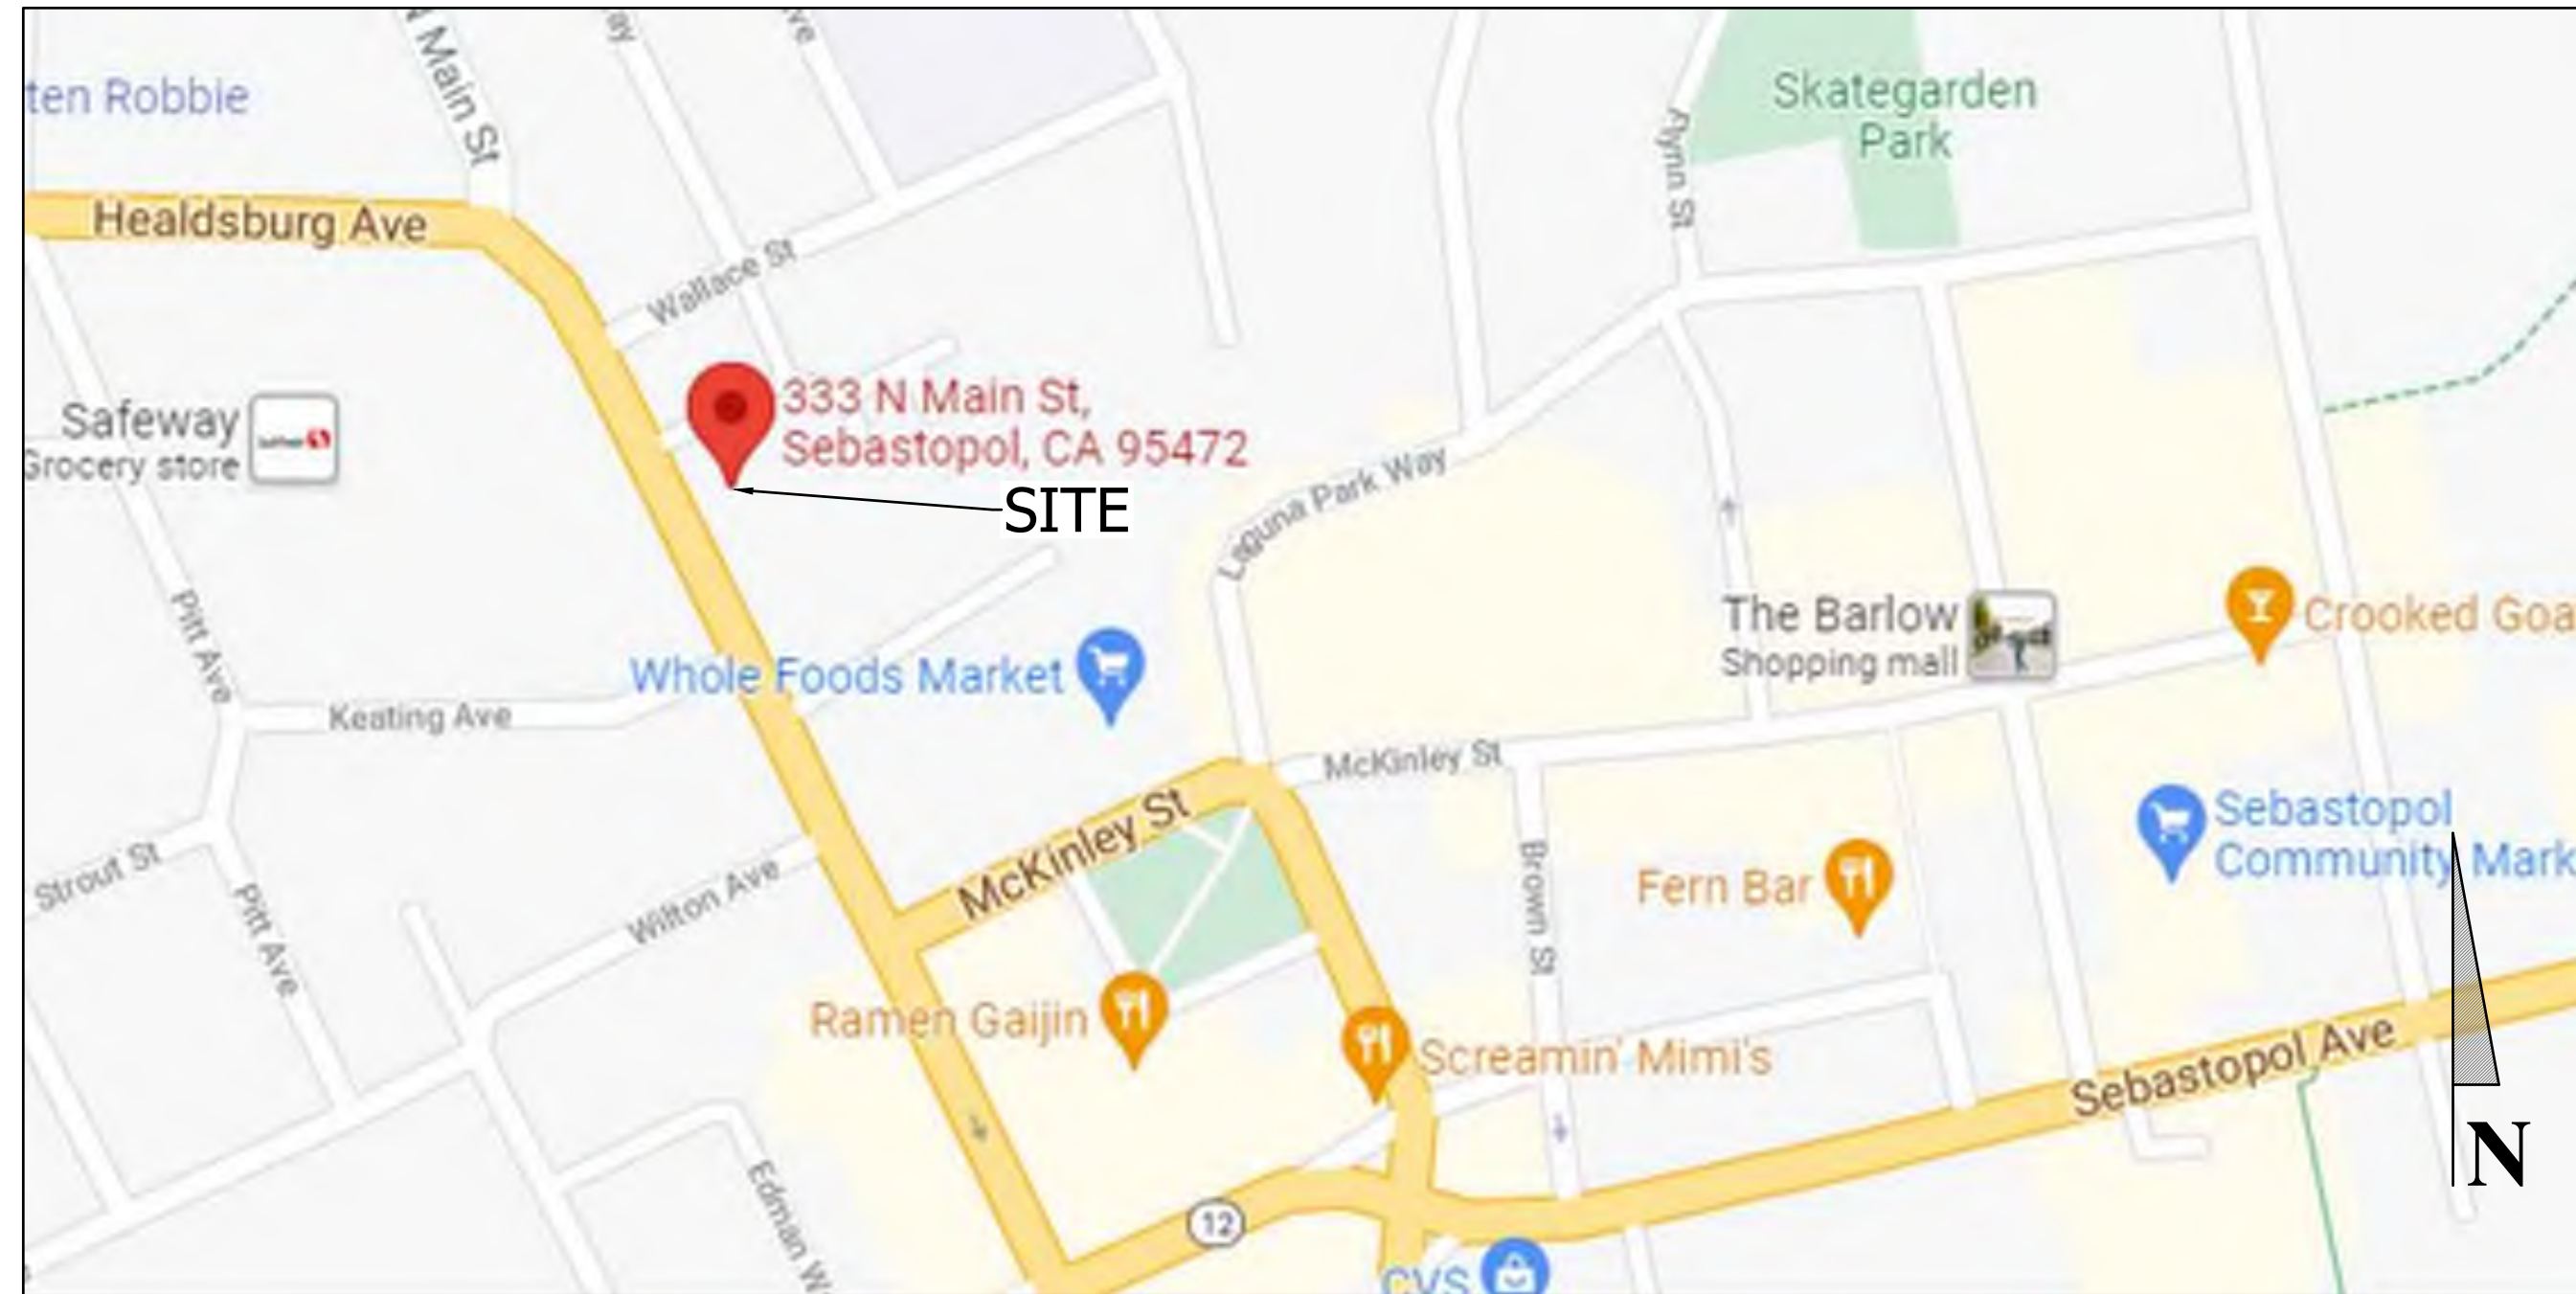 N Main St
ay
ve
ten Robbie
Skategarden
Park
Flynn St
Healdsburg Ave
Wallace St
333 N Main St,
Sebastopol, CA 95472
SITE
Safeway
Grocery store
Laguna Park Way
Pitt Ave
The Barlow
Shopping mall
Crooked Goa
Whole Foods Market
Keating Ave
McKinley St
McKinley St
Sebastopol
Community Mark
Strout St
Pitt Ave
Wilton Ave
Brown St
Fern Bar
Ramen Gaijin
Screamin' Mimi's
Sebastopol Ave
N
Edman W
12
CVS